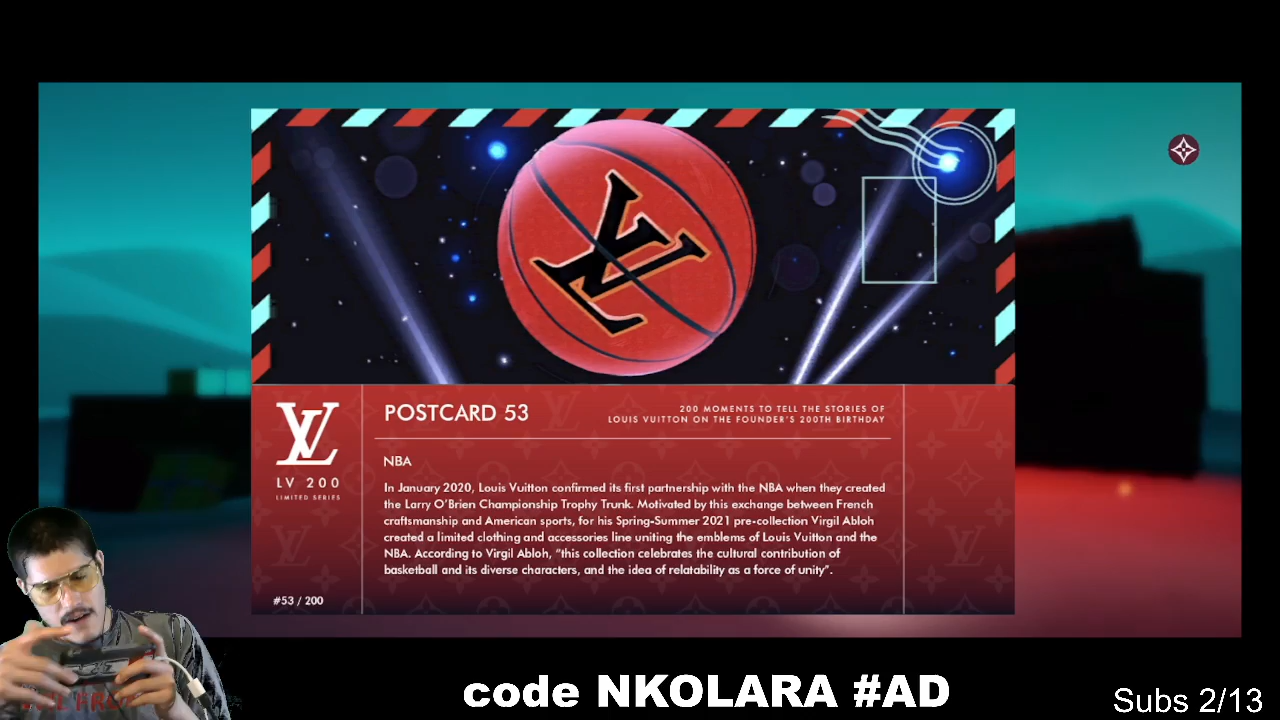 LV
LV
POSTCARD 53
200 MOMENTS TO TELL THE STORIES OF
LOUIS VUITTON ON THE FOUNDER'S 200TH BIRTHDAY
LV 200
LIMITED SERIES
NBA
In January 2020, Louis Vuitton confirmed its first partnership with the NBA when they created
the Larry O'Brien Championship Trophy Trunk. Motivated by this exchange between French
craftsmanship and American sports, for his Spring-Summer 2021 pre-collection Virgil Abloh
created a limited clothing and accessories line uniting the emblems of Louis Vuitton and the
NBA. According to Virgil Abloh, "this collection celebrates the cultural contribution of
basketball and its diverse characters, and the idea of relatability as a force of unity".
#53 / 200
code NKOLARA #AD
Subs 2/13